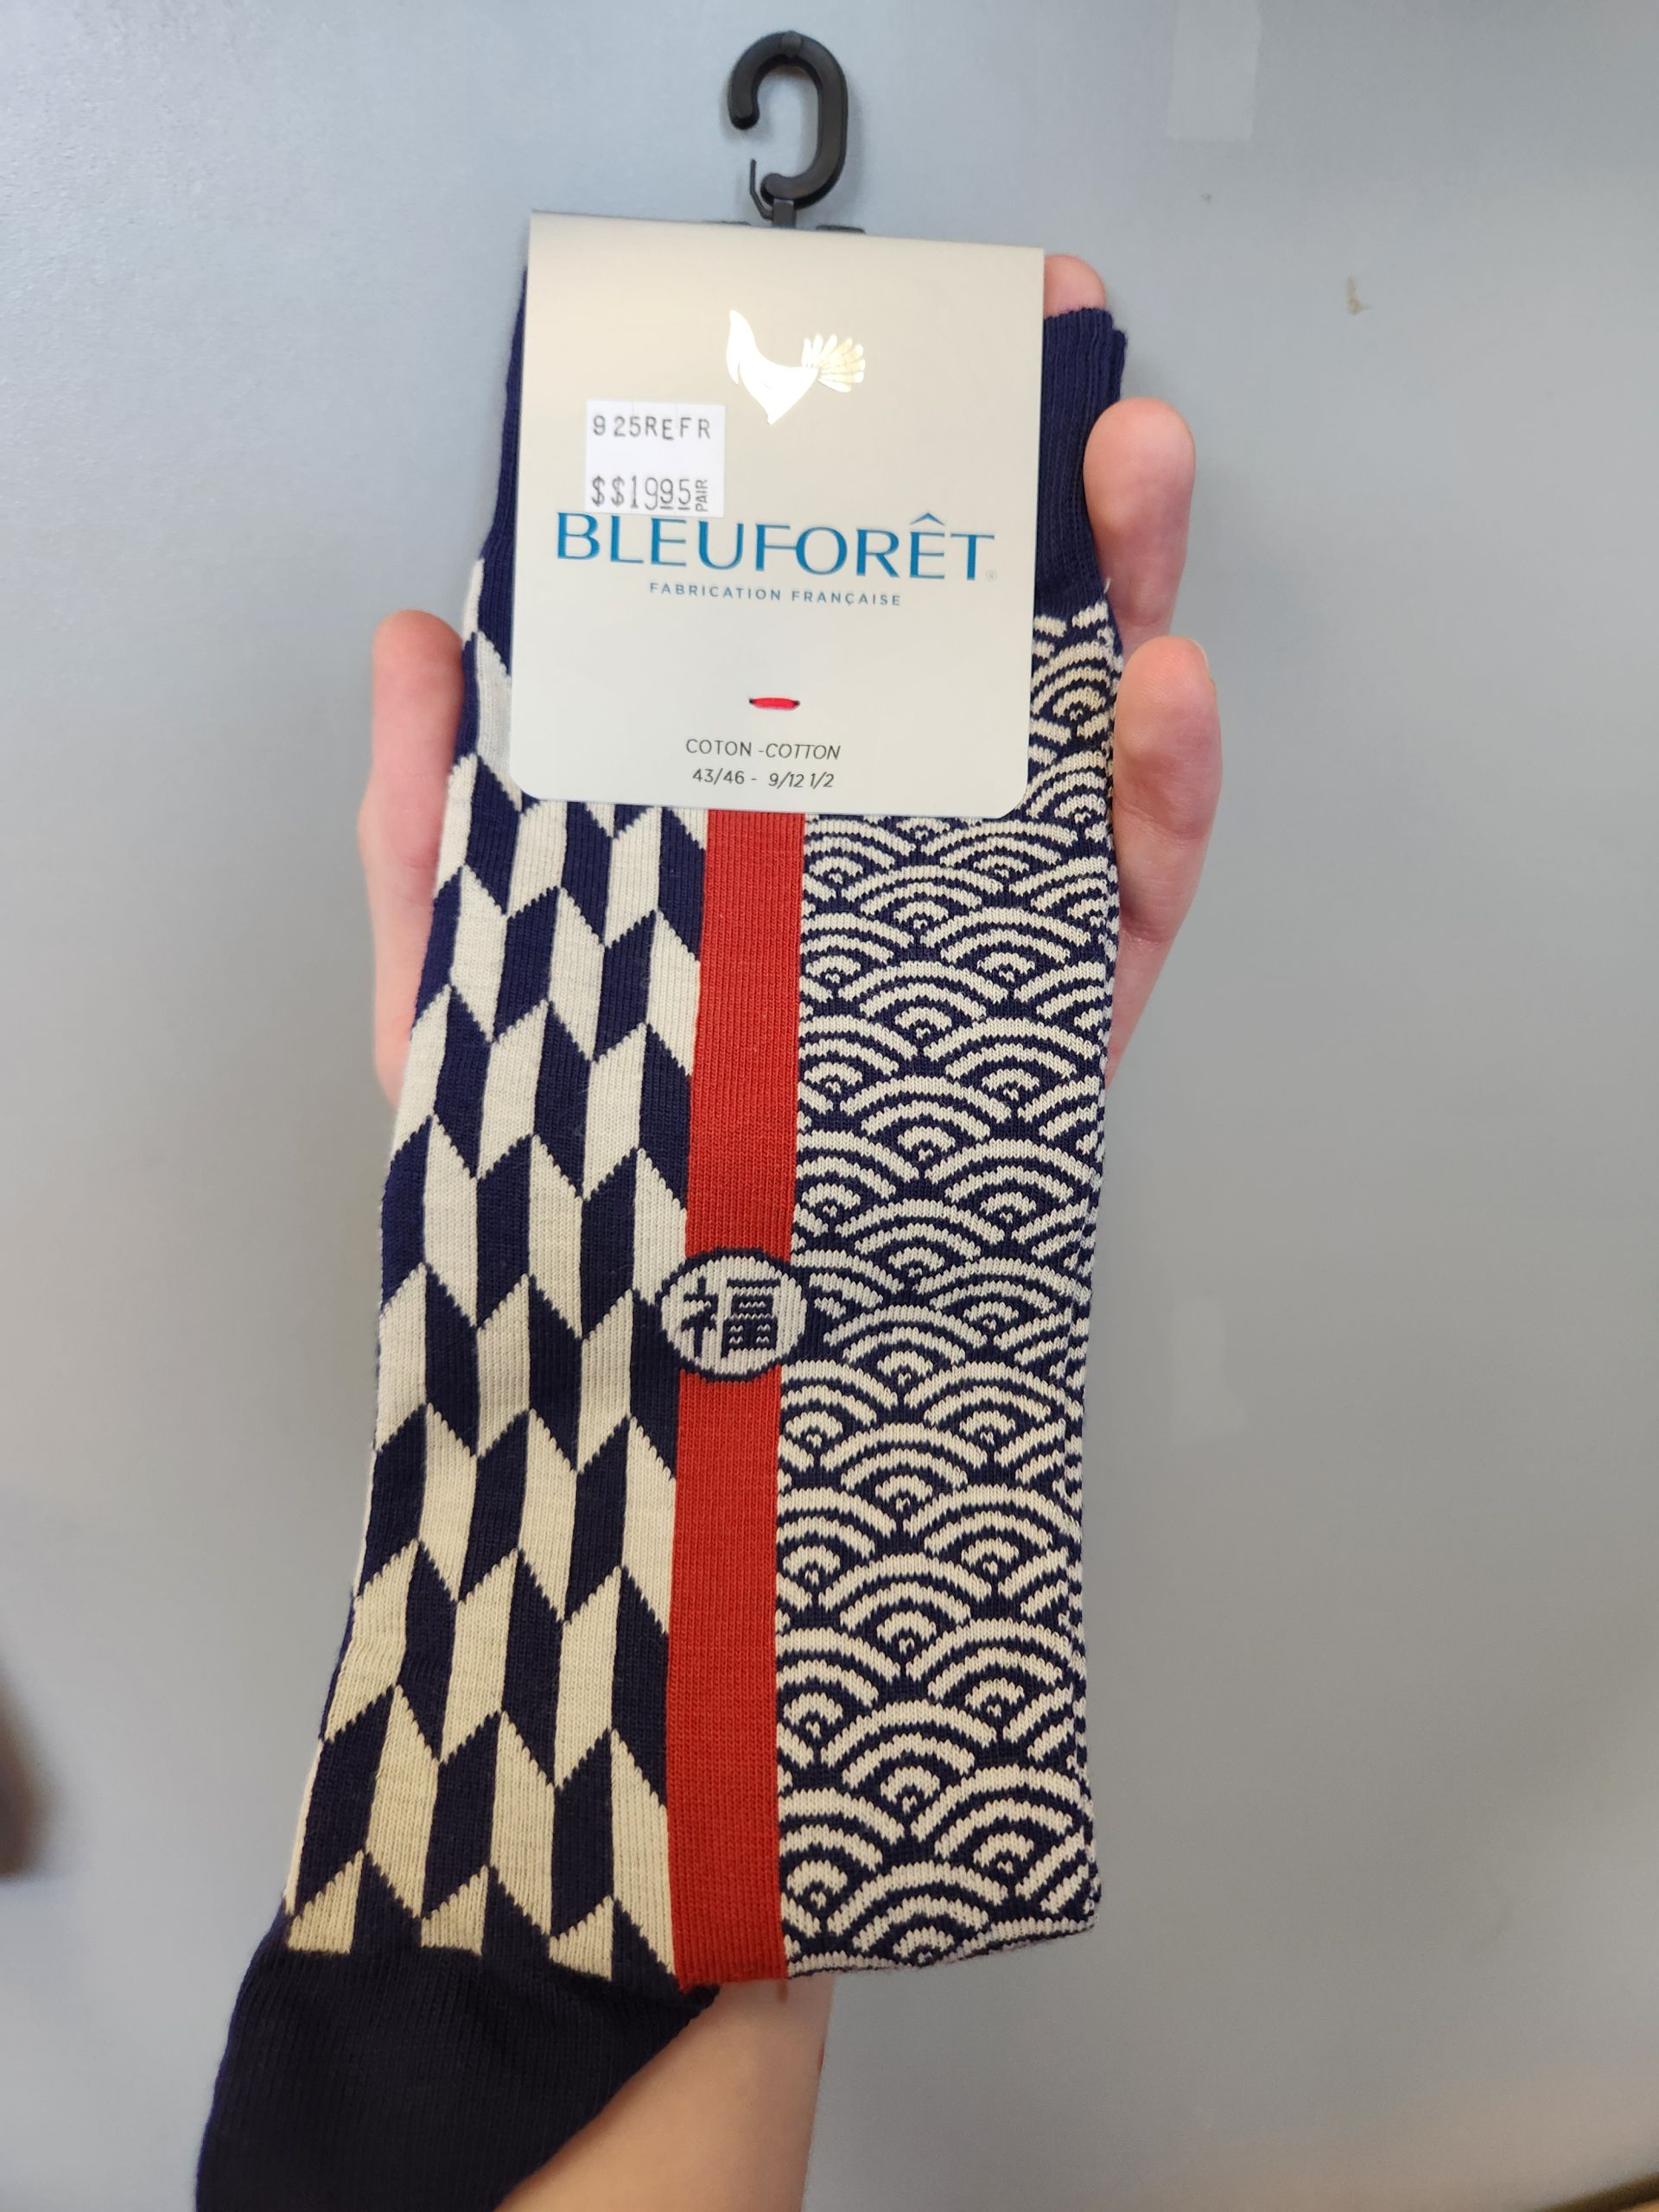 925REFR
$$1995 PAIR
BLEUFORÊT®
FABRICATION FRANÇAISE
COTON - COTTON
43/46 - 9/12 1/2
福